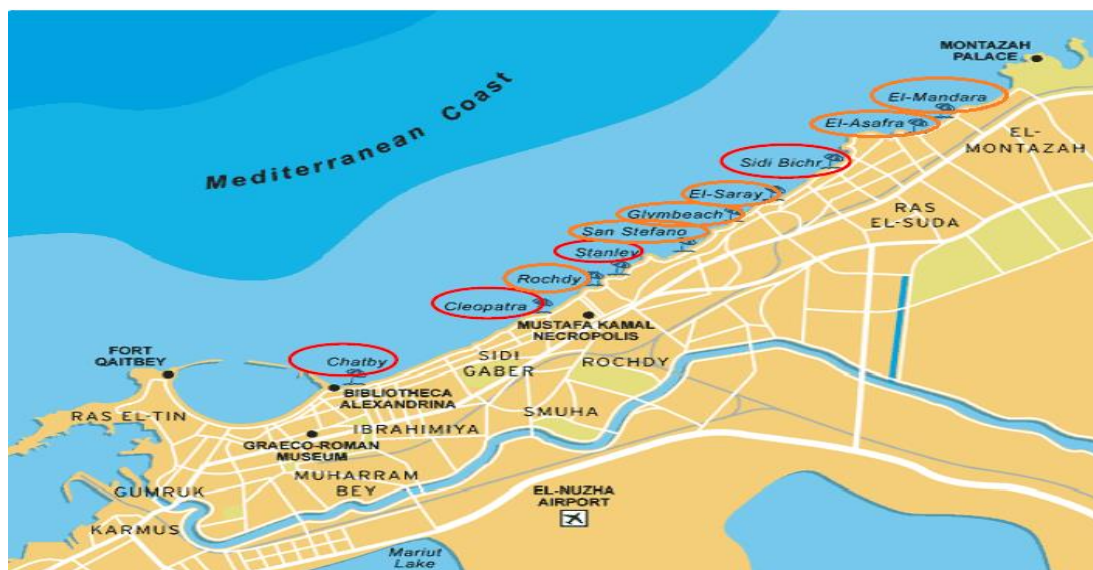 MONTAZAH
PALACE
El-Mandara
El-Asafra
EL-
MONTAZAH
Sidi Bichr
El-Saray
RAS
EL-SUDA
Glymbeach
San Stefano
Stanley
Rochdy
Cleopatra
Mediterranean Coast
MUSTAFA KAMAL
NECROPOLIS
FORT
QAITBEY
Chatby
SIDI
GABER
ROCHDY
BIBLIOTHECA
ALEXANDRINA
RAS EL-TIN
SMUHA
IBRAHIMIYA
GRAECO-ROMAN
MUSEUM
MUHARRAM
BEY
GUMRUK
EL-NUZHA
AIRPORT
KARMUS
Mariut
Lake